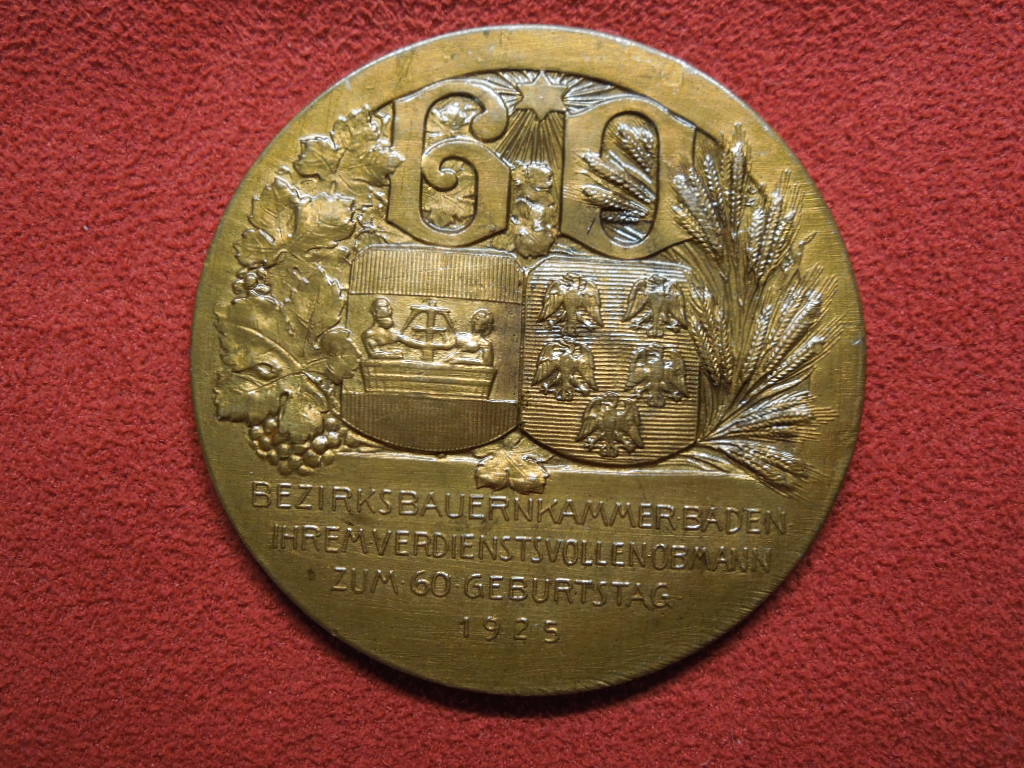 60
BEZIRKSBAUERNKAMMER·BADEN·
IHREM·VERDIENSTSVOLLEN·OBMANN
ZUM·60·GEBURTSTAG
1925